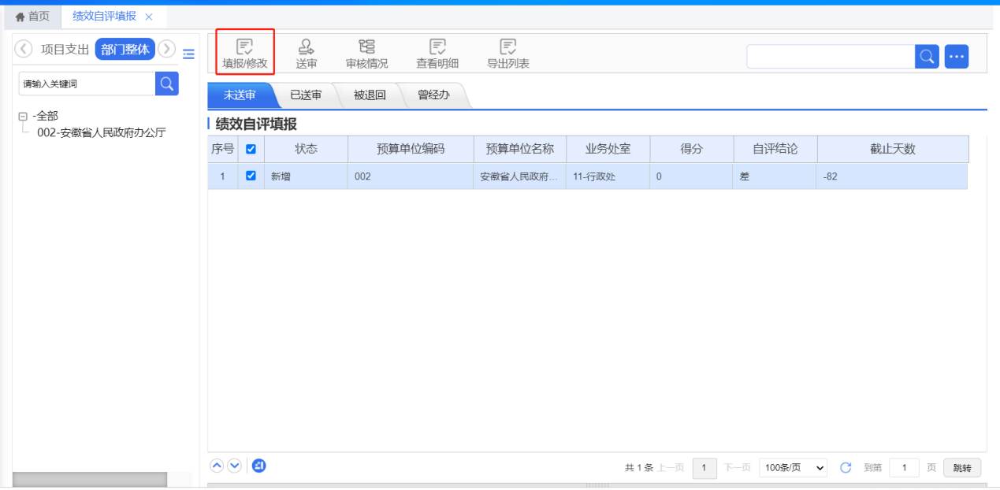 首页 绩效自评填报 ×
项目支出 部门整体
请输入关键词
-全部
002-安徽省人民政府办公厅
填报/修改 送审 审核情况 查看明细 导出列表
未送审 已送审 被退回 曾经办
绩效自评填报
序号 状态 预算单位编码 预算单位名称 业务处室 得分 自评结论 截止天数
1 新增 002 安徽省人民政府... 11-行政处 0 差 -82
共 1 条 上一页 1 下一页 100条/页 到第 1 页 跳转